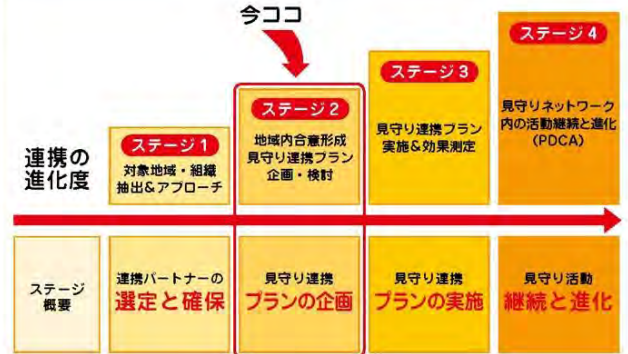 今ココ
連携の
進化度
ステージ1
対象地域・組織
抽出&アプローチ
ステージ2
地域内合意形成
見守り連携プラン
企画・検討
ステージ3
見守り連携プラン
実施&効果測定
ステージ4
見守りネットワーク
内の活動継続と進化
(PDCA)
ステージ
概要
連携パートナーの
選定と確保
見守り連携
プランの企画
見守り連携
プランの実施
見守り活動
継続と進化